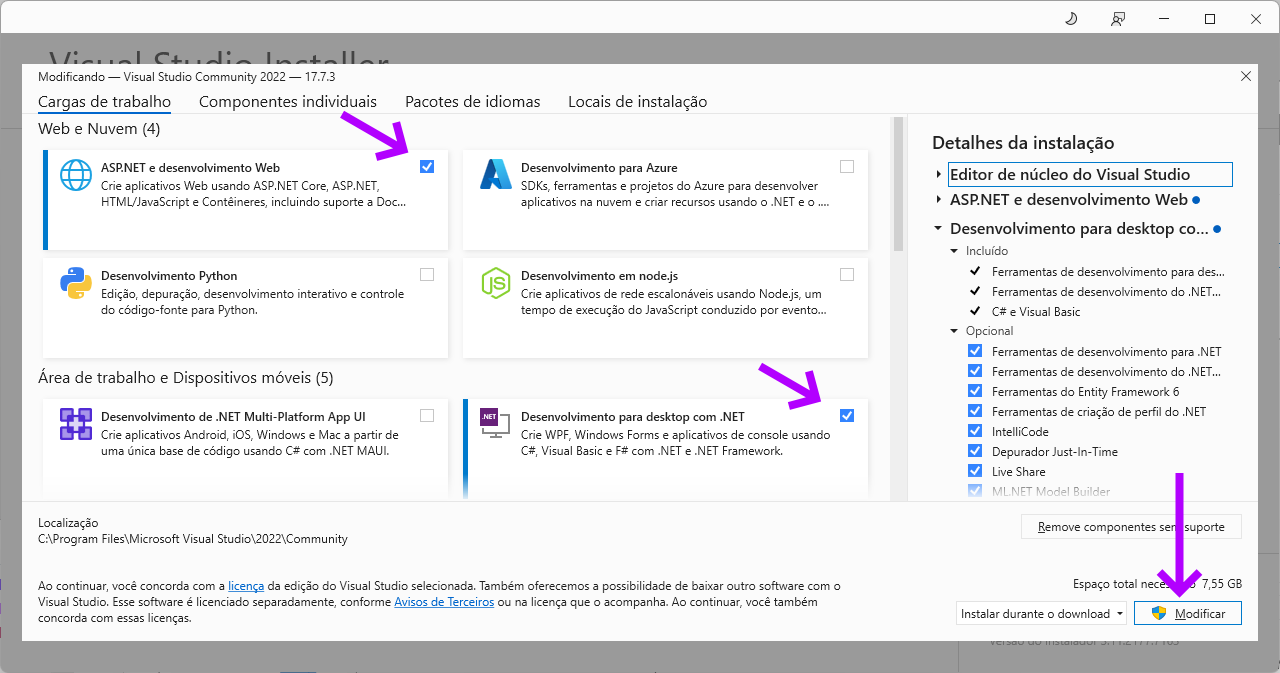 Visual Studio Installer
Modificando — Visual Studio Community 2022 — 17.7.3
Cargas de trabalho
Componentes individuais
Pacotes de idiomas
Locais de instalação
Web e Nuvem (4)
ASP.NET e desenvolvimento Web
Crie aplicativos Web usando ASP.NET Core, ASP.NET,
HTML/JavaScript e Contêineres, incluindo suporte a Doc...
Desenvolvimento para Azure
SDKs, ferramentas e projetos do Azure para desenvolver
aplicativos na nuvem e criar recursos usando o .NET e o ....
Desenvolvimento Python
Edição, depuração, desenvolvimento interativo e controle
do código-fonte para Python.
JS
Desenvolvimento em node.js
Crie aplicativos de rede escalonáveis usando Node.js, um
tempo de execução do JavaScript conduzido por evento...
Área de trabalho e Dispositivos móveis (5)
Desenvolvimento de .NET Multi-Platform App UI
Crie aplicativos Android, iOS, Windows e Mac a partir de
uma única base de código usando C# com .NET MAUI.
.NET
Desenvolvimento para desktop com .NET
Crie WPF, Windows Forms e aplicativos de console usando
C#, Visual Basic e F# com .NET e .NET Framework.
Detalhes da instalação
Editor de núcleo do Visual Studio
ASP.NET e desenvolvimento Web
Desenvolvimento para desktop co...
Incluído
Ferramentas de desenvolvimento para des...
Ferramentas de desenvolvimento do .NET...
C# e Visual Basic
Opcional
Ferramentas de desenvolvimento para .NET
Ferramentas de desenvolvimento do .NET...
Ferramentas do Entity Framework 6
Ferramentas de criação de perfil do .NET
IntelliCode
Depurador Just-In-Time
Live Share
ML.NET Model Builder
Localização
C:\Program Files\Microsoft Visual Studio\2022\Community
Remove componentes sem suporte
Ao continuar, você concorda com a licença da edição do Visual Studio selecionada. Também oferecemos a possibilidade de baixar outro software com o
Visual Studio. Esse software é licenciado separadamente, conforme Avisos de Terceiros ou na licença que o acompanha. Ao continuar, você também
concorda com essas licenças.
Espaço total 7,55 GB
Instalar durante o download
Modificar